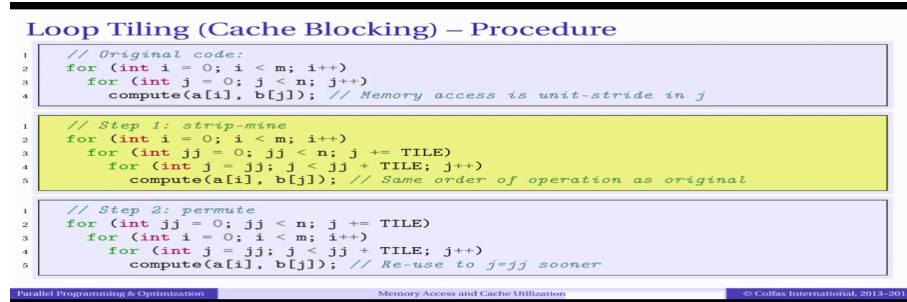 Loop Tiling (Cache Blocking) – Procedure
1 // Original code:
2 for (int i = 0; i < m; i++)
3 for (int j = 0; j < n; j++)
4 compute(a[i], b[j]); // Memory access is unit-stride in j
1 // Step 1: strip-mine
2 for (int i = 0; i < m; i++)
3 for (int jj = 0; jj < n; j += TILE)
4 for (int j = jj; j < jj + TILE; j++)
5 compute(a[i], b[j]); // Same order of operation as original
1 // Step 2: permute
2 for (int jj = 0; jj < n; j += TILE)
3 for (int i = 0; i < m; i++)
4 for (int j = jj; j < jj + TILE; j++)
5 compute(a[i], b[j]); // Re-use to j=jj sooner
Parallel Programming & Optimization Memory Access and Cache Utilization © Colfax International, 2013–201